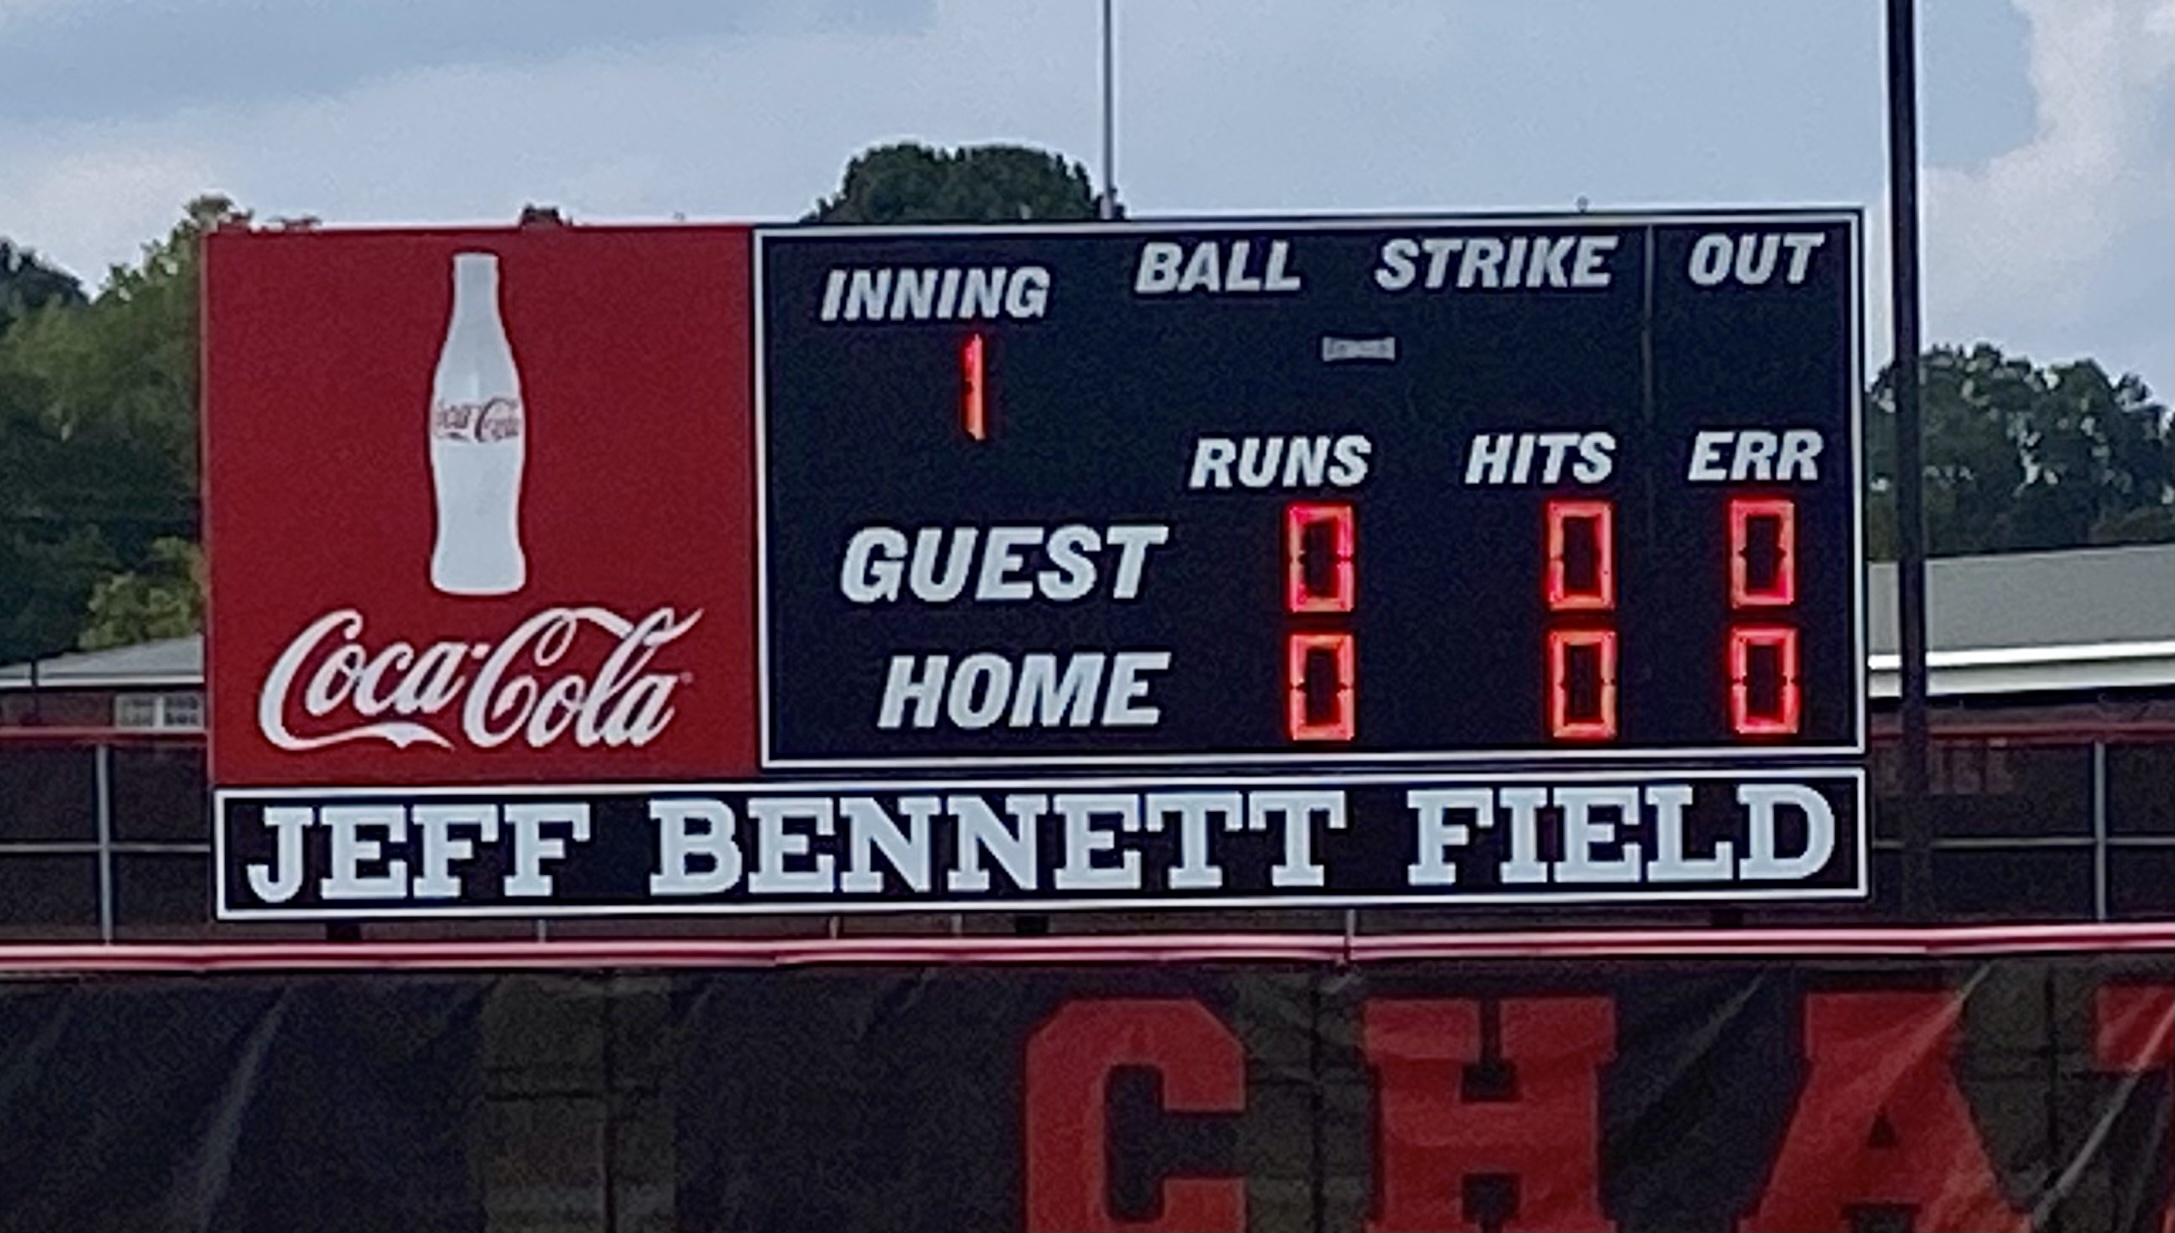 Coca-Cola
Coca-Cola
INNING BALL STRIKE OUT
1
RUNS HITS ERR
GUEST 0 0 0
HOME 0 0 0
JEFF BENNETT FIELD
CHA